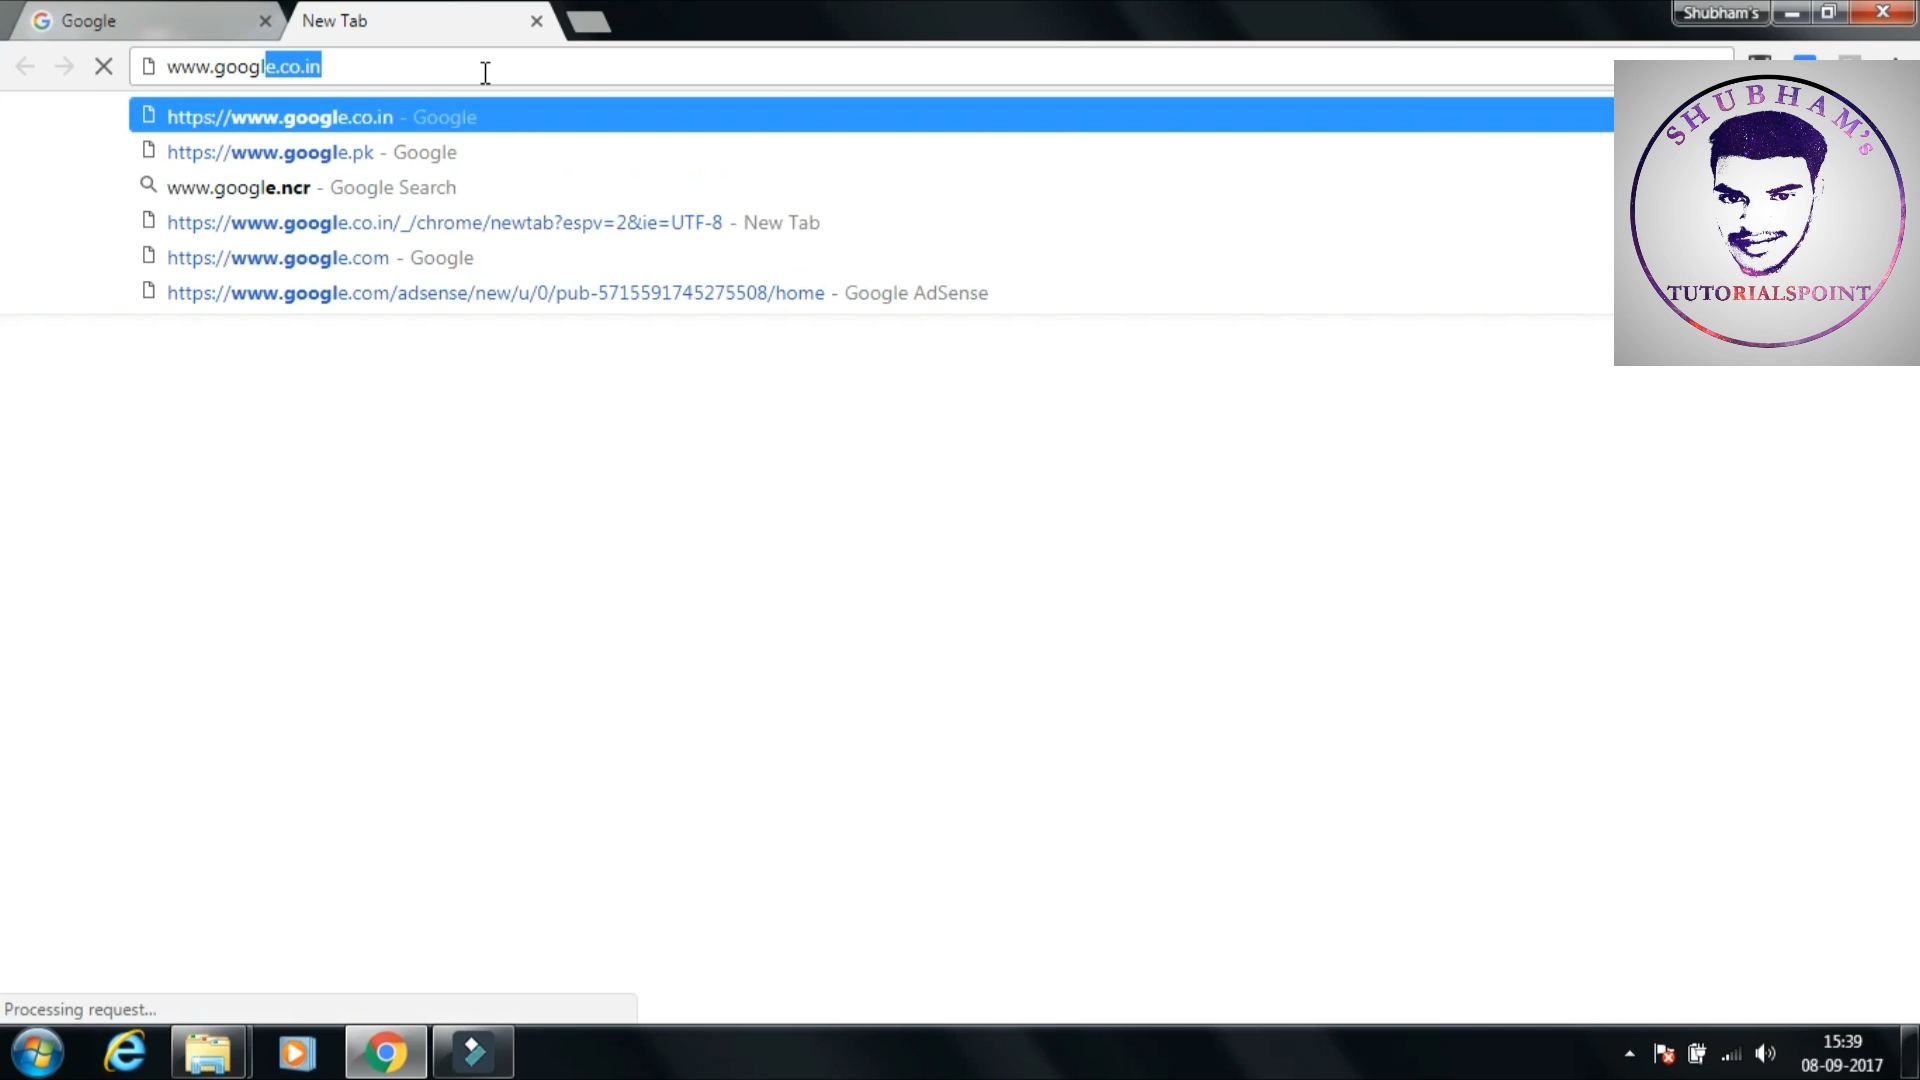 Google
New Tab
Shubham's
www.google.co.in
https://www.google.co.in - Google
https://www.google.pk - Google
www.google.ncr - Google Search
https://www.google.co.in/_/chrome/newtab?espv=2&ie=UTF-8 - New Tab
https://www.google.com - Google
https://www.google.com/adsense/new/u/0/pub-5715591745275508/home - Google AdSense
SHUBHAM's
TUTORIALSPOINT
Processing request...
15:39
08-09-2017